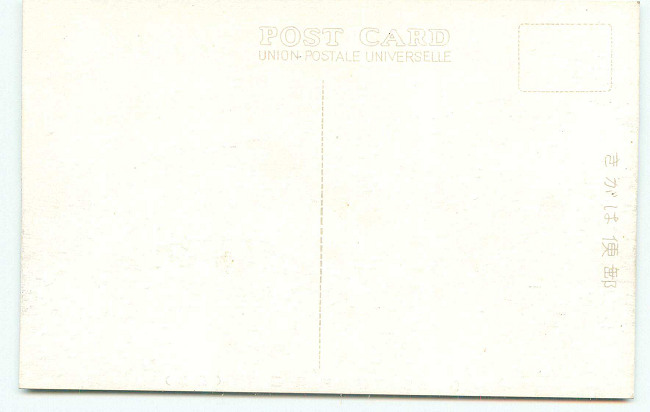 POST CARD
UNION POSTALE UNIVERSELLE
郵便はがき